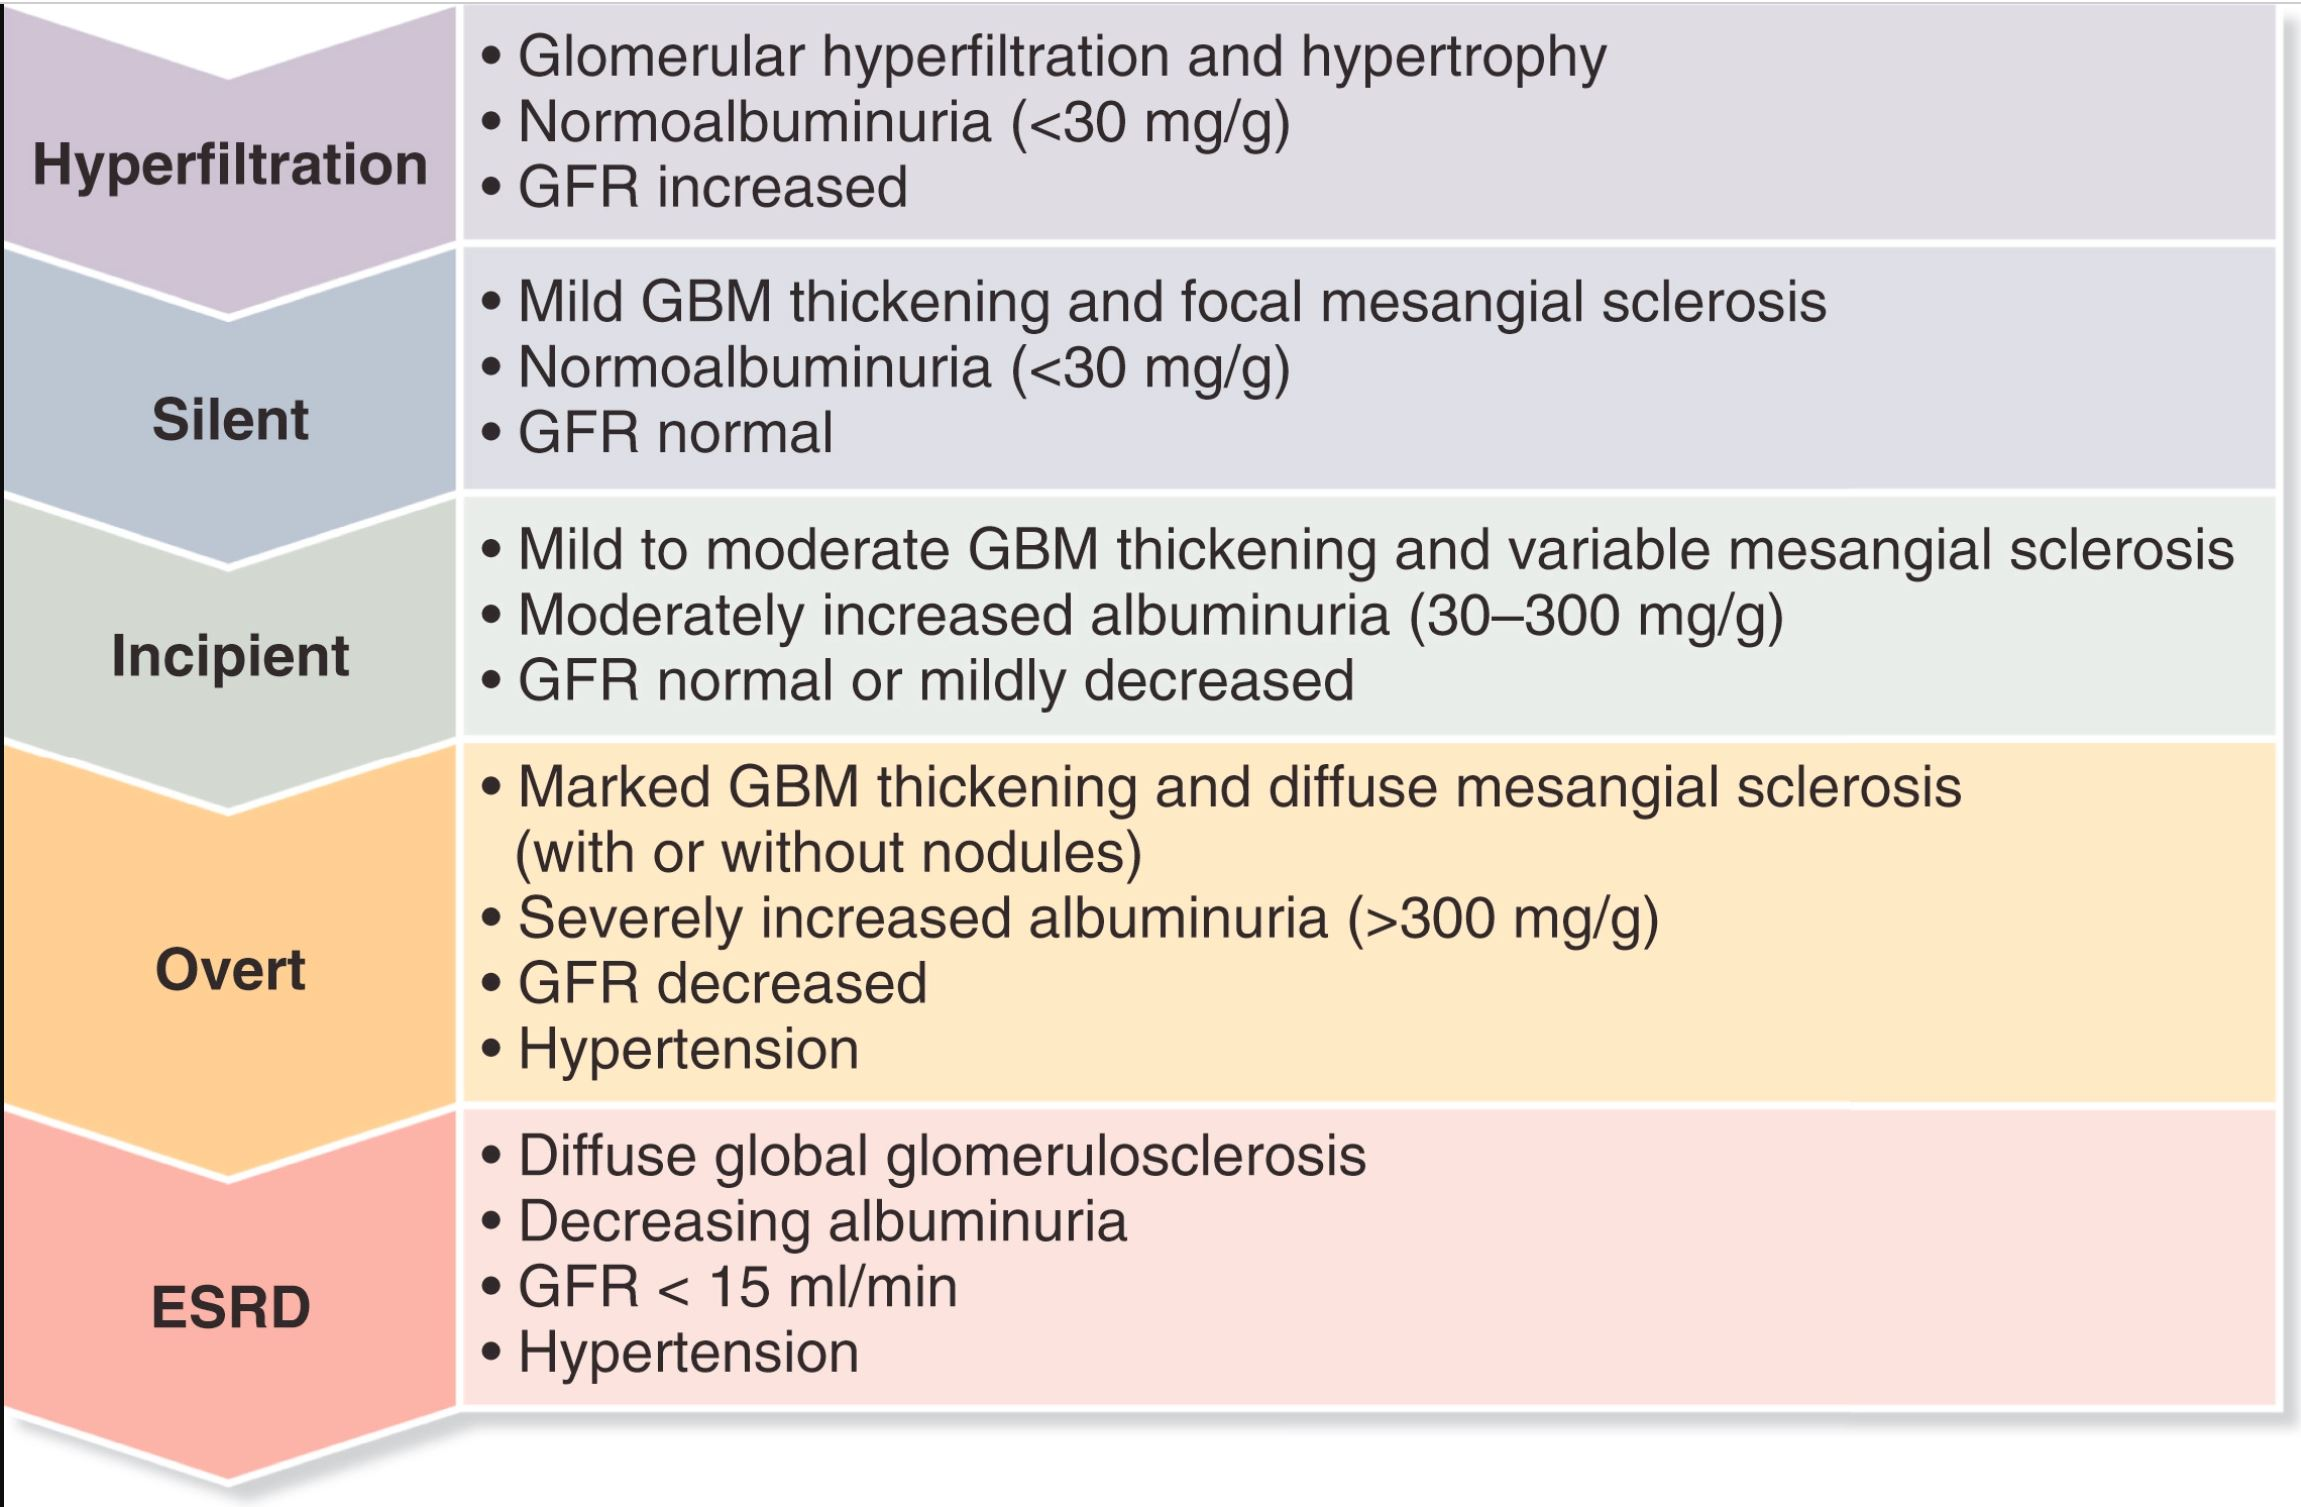 Hyperfiltration
• Glomerular hyperfiltration and hypertrophy
• Normoalbuminuria (<30 mg/g)
• GFR increased
Silent
• Mild GBM thickening and focal mesangial sclerosis
• Normoalbuminuria (<30 mg/g)
• GFR normal
Incipient
• Mild to moderate GBM thickening and variable mesangial sclerosis
• Moderately increased albuminuria (30–300 mg/g)
• GFR normal or mildly decreased
Overt
• Marked GBM thickening and diffuse mesangial sclerosis
(with or without nodules)
• Severely increased albuminuria (>300 mg/g)
• GFR decreased
• Hypertension
ESRD
• Diffuse global glomerulosclerosis
• Decreasing albuminuria
• GFR < 15 ml/min
• Hypertension